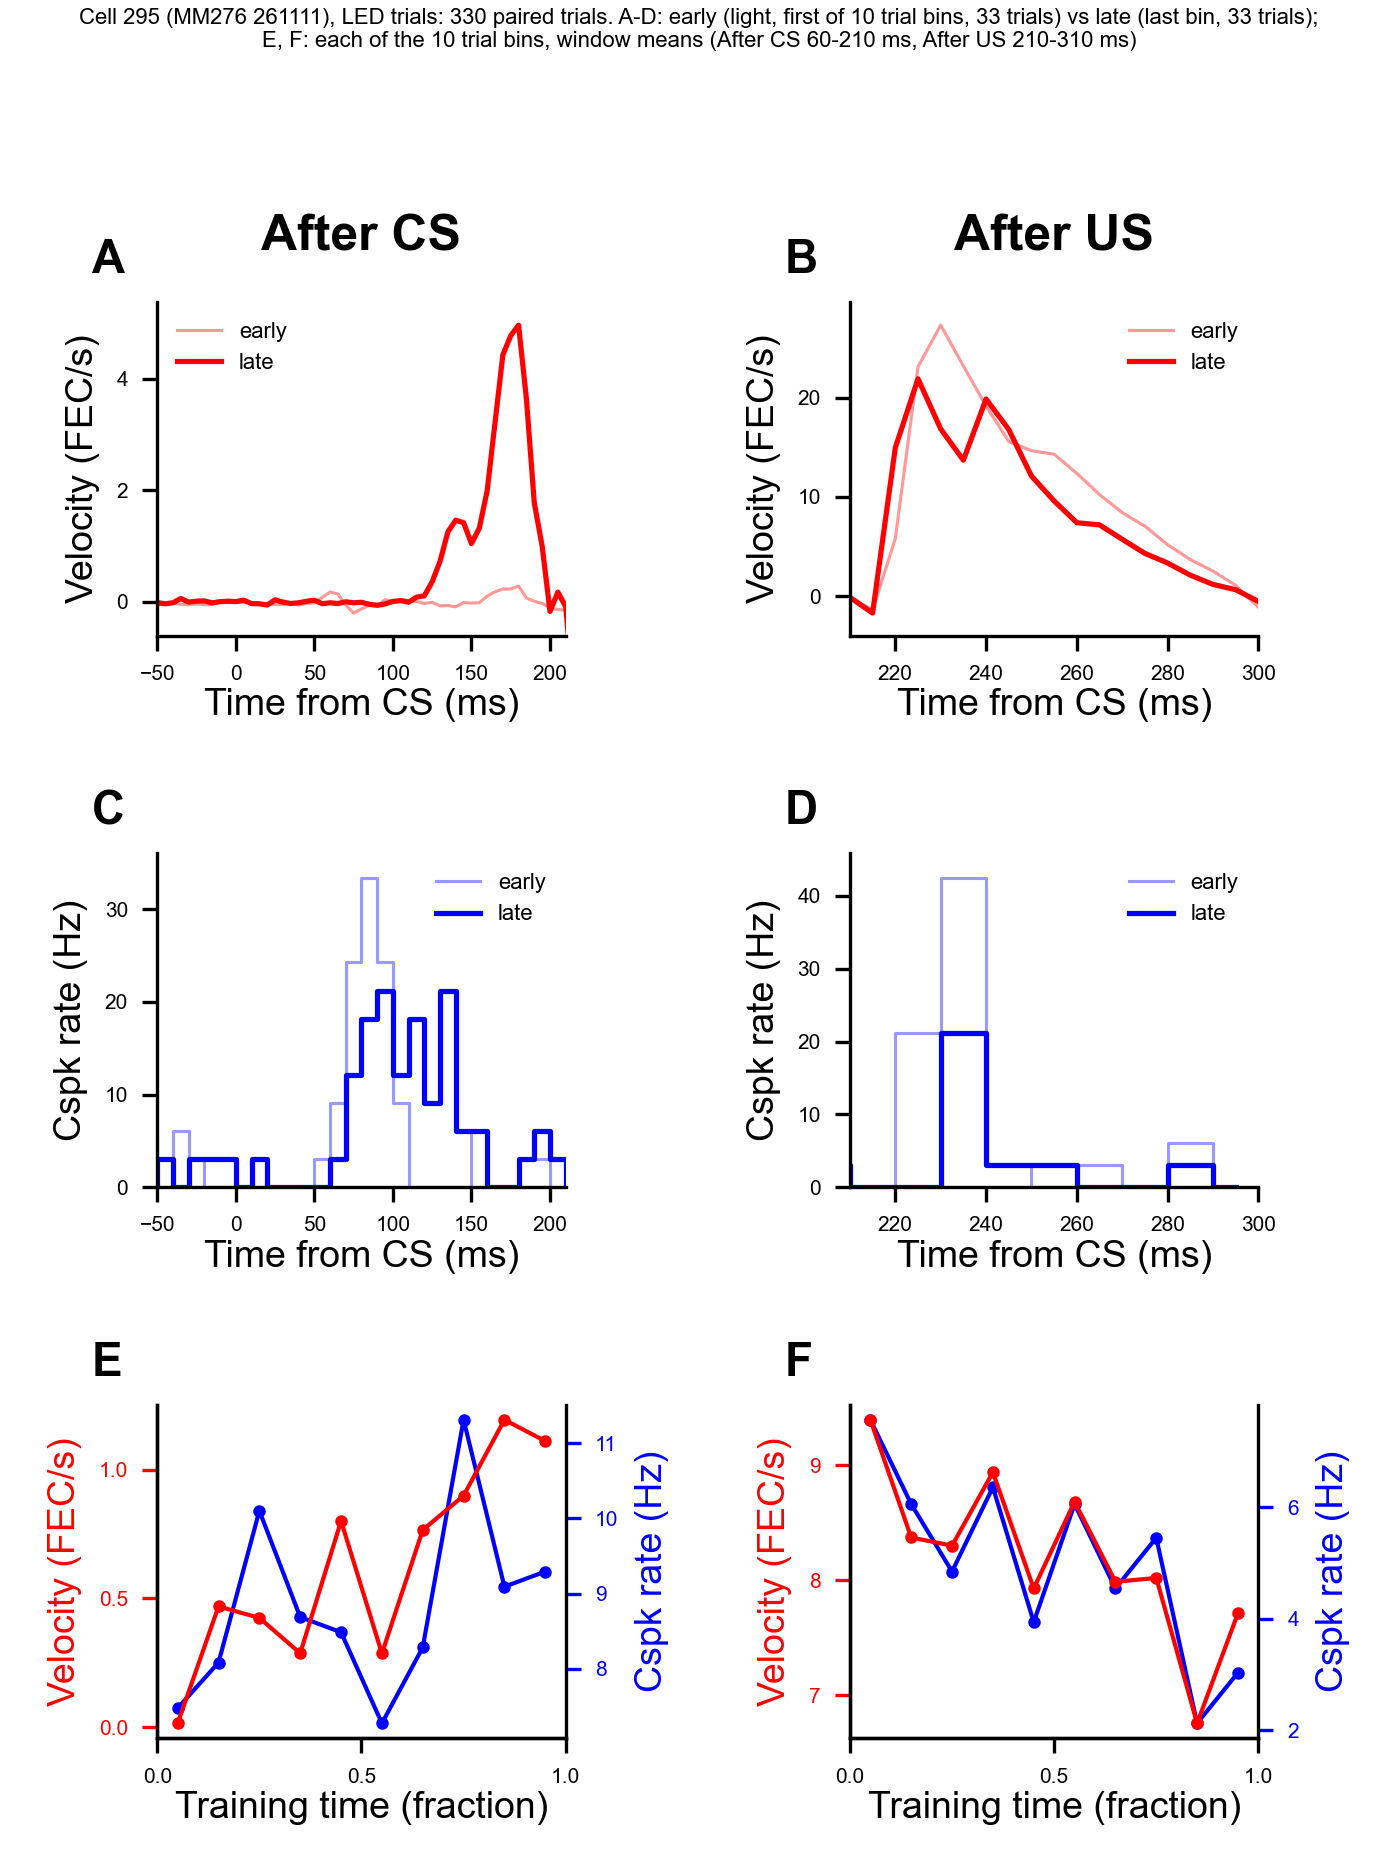 Cell 295 (MM276 261111), LED trials: 330 paired trials. A-D: early (light, first of 10 trial bins, 33 trials) vs late (last bin, 33 trials);
E, F: each of the 10 trial bins, window means (After CS 60-210 ms, After US 210-310 ms)
After CS
After US
A
B
early
late
early
late
Velocity (FEC/s)
4
2
0
−50 0 50 100 150 200
Time from CS (ms)
Velocity (FEC/s)
20
10
0
220 240 260 280 300
Time from CS (ms)
C
D
early
late
early
late
Cspk rate (Hz)
30
20
10
0
−50 0 50 100 150 200
Time from CS (ms)
Cspk rate (Hz)
40
30
20
10
0
220 240 260 280 300
Time from CS (ms)
E
F
Velocity (FEC/s)
1.0
0.5
0.0
11
10
9
8
Cspk rate (Hz)
0.0 0.5 1.0
Training time (fraction)
Velocity (FEC/s)
9
8
7
6
4
2
Cspk rate (Hz)
0.0 0.5 1.0
Training time (fraction)